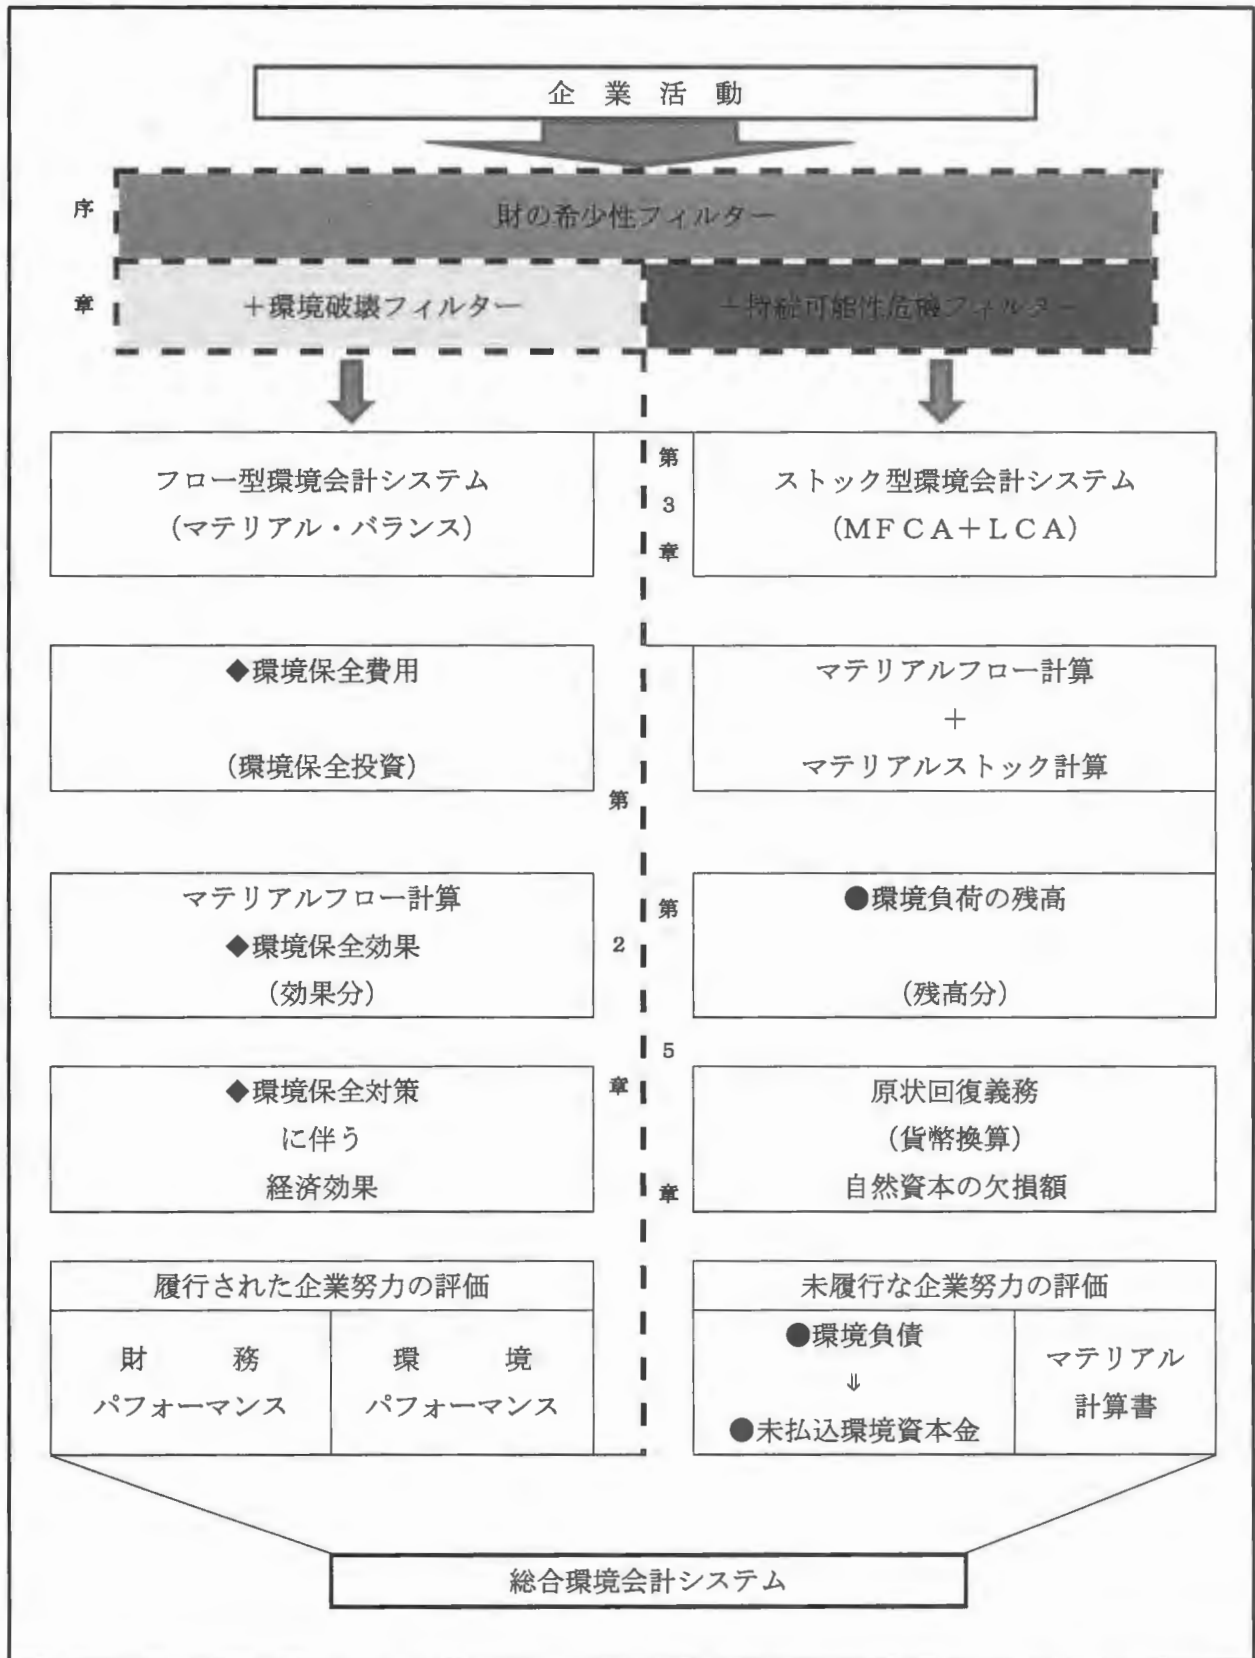 企業活動
序章
財の希少性フィルター
+環境破壊フィルター
+持続可能性危機フィルター
フロー型環境会計システム
(マテリアル・バランス)
第3章
ストック型環境会計システム
(MFCA+LCA)
◆環境保全費用
(環境保全投資)
マテリアルフロー計算
+
マテリアルストック計算
第2章
マテリアルフロー計算
◆環境保全効果
(効果分)
第5章
●環境負荷の残高
(残高分)
◆環境保全対策
に伴う
経済効果
原状回復義務
(貨幣換算)
自然資本の欠損額
履行された企業努力の評価
財務
パフォーマンス
環境
パフォーマンス
未履行な企業努力の評価
●環境負債
⇓
●未払込環境資本金
マテリアル
計算書
総合環境会計システム